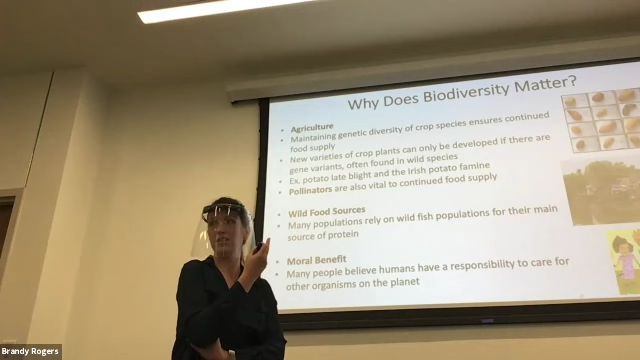 Why Does Biodiversity Matter?
• Agriculture
• Maintaining genetic diversity of crop species ensures continued
food supply
• New varieties of crop plants can only be developed if there are
gene variants, often found in wild species
• Ex. potato late blight and the Irish potato famine
• Pollinators are also vital to continued food supply
• Wild Food Sources
• Many populations rely on wild fish populations for their main
source of protein
• Moral Benefit
• Many people believe humans have a responsibility to care for
other organisms on the planet
Brandy Rogers